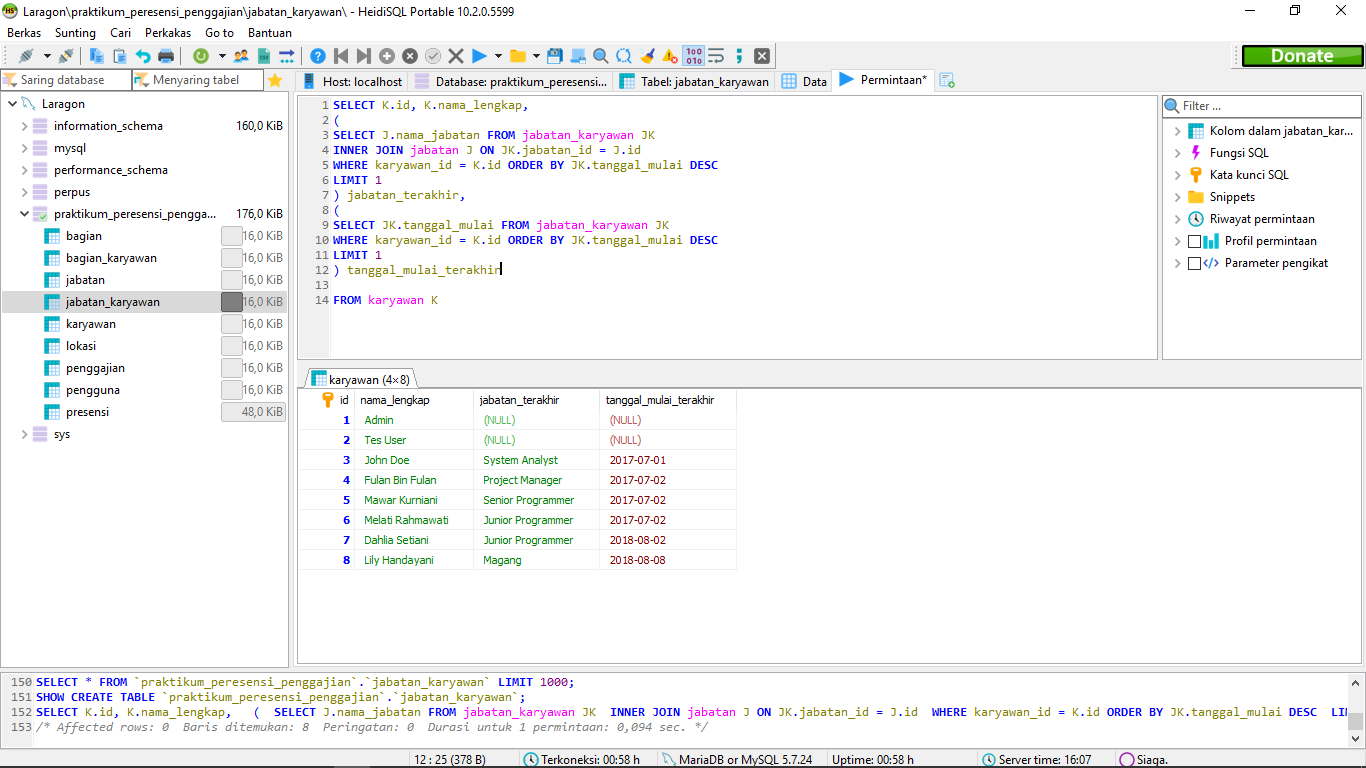 Laragon\praktikum_peresensi_penggajian\jabatan_karyawan\ - HeidiSQL Portable 10.2.0.5599
Berkas Sunting Cari Perkakas Go to Bantuan
Donate
Saring database Menyaring tabel
Host: localhost Database: praktikum_peresensi... Tabel: jabatan_karyawan Data Permintaan*
Laragon
information_schema 160,0 KiB
mysql
performance_schema
perpus
praktikum_peresensi_pengga... 176,0 KiB
bagian 16,0 KiB
bagian_karyawan 16,0 KiB
jabatan 16,0 KiB
jabatan_karyawan 16,0 KiB
karyawan 16,0 KiB
lokasi 16,0 KiB
penggajian 16,0 KiB
pengguna 16,0 KiB
presensi 48,0 KiB
sys
1 SELECT K.id, K.nama_lengkap,
2 (
3 SELECT J.nama_jabatan FROM jabatan_karyawan JK
4 INNER JOIN jabatan J ON JK.jabatan_id = J.id
5 WHERE karyawan_id = K.id ORDER BY JK.tanggal_mulai DESC
6 LIMIT 1
7 ) jabatan_terakhir,
8 (
9 SELECT JK.tanggal_mulai FROM jabatan_karyawan JK
10 WHERE karyawan_id = K.id ORDER BY JK.tanggal_mulai DESC
11 LIMIT 1
12 ) tanggal_mulai_terakhir
13
14 FROM karyawan K
Filter ...
Kolom dalam jabatan_kar...
Fungsi SQL
Kata kunci SQL
Snippets
Riwayat permintaan
Profil permintaan
Parameter pengikat
karyawan (4×8)
id nama_lengkap jabatan_terakhir tanggal_mulai_terakhir
1 Admin (NULL) (NULL)
2 Tes User (NULL) (NULL)
3 John Doe System Analyst 2017-07-01
4 Fulan Bin Fulan Project Manager 2017-07-02
5 Mawar Kurniani Senior Programmer 2017-07-02
6 Melati Rahmawati Junior Programmer 2017-07-02
7 Dahlia Setiani Junior Programmer 2018-08-02
8 Lily Handayani Magang 2018-08-08
150 SELECT * FROM `praktikum_peresensi_penggajian`.`jabatan_karyawan` LIMIT 1000;
151 SHOW CREATE TABLE `praktikum_peresensi_penggajian`.`jabatan_karyawan`;
152 SELECT K.id, K.nama_lengkap, ( SELECT J.nama_jabatan FROM jabatan_karyawan JK INNER JOIN jabatan J ON JK.jabatan_id = J.id WHERE karyawan_id = K.id ORDER BY JK.tanggal_mulai DESC LI
153 /* Affected rows: 0 Baris ditemukan: 8 Peringatan: 0 Durasi untuk 1 permintaan: 0,094 sec. */
12 : 25 (378 B) Terkoneksi: 00:58 h MariaDB or MySQL 5.7.24 Uptime: 00:58 h Server time: 16:07 Siaga.